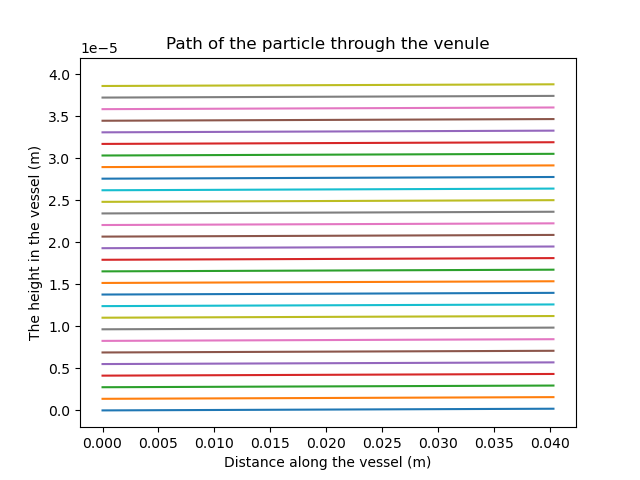 Path of the particle through the venule
1e−5
4.0
3.5
3.0
2.5
2.0
1.5
1.0
0.5
0.0
The height in the vessel (m)
0.000 0.005 0.010 0.015 0.020 0.025 0.030 0.035 0.040
Distance along the vessel (m)